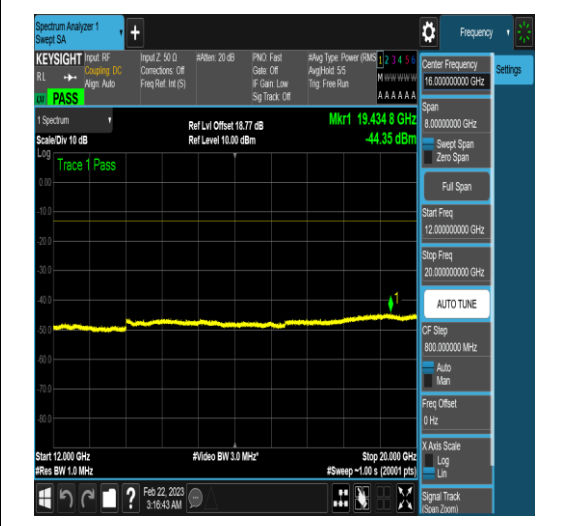 Spectrum Analyzer 1
Swept SA
Frequency
KEYSIGHT
Input: RF
Coupling: DC
Align: Auto
Input Z: 50 Ω
Corrections: Off
Freq Ref: Int (S)
#Atten: 20 dB
PNO: Fast
Gate: Off
IF Gain: Low
Sig Track: Off
#Avg Type: Power (RMS
Avg|Hold: 5/5
Trig: Free Run
1 2 3 4 5 6
M W W W W W
A A A A A A
RL
PASS
Center Frequency
16.000000000 GHz
Settings
Span
8.00000000 GHz
Swept Span
Zero Span
Full Span
Start Freq
12.000000000 GHz
Stop Freq
20.000000000 GHz
AUTO TUNE
CF Step
800.000000 MHz
Auto
Man
Freq Offset
0 Hz
X Axis Scale
Log
Lin
Signal Track
(Span Zoom)
1 Spectrum
Scale/Div 10 dB
Ref Lvl Offset 18.77 dB
Ref Level 10.00 dBm
Mkr1 19.434 8 GHz
-44.35 dBm
Log
Trace 1 Pass
0.00
-10.0
-20.0
-30.0
-40.0
-50.0
-60.0
-70.0
-80.0
1
Start 12.000 GHz
#Res BW 1.0 MHz
#Video BW 3.0 MHz*
Stop 20.000 GHz
#Sweep ~1.00 s (20001 pts)
Feb 22, 2023
3:16:43 AM